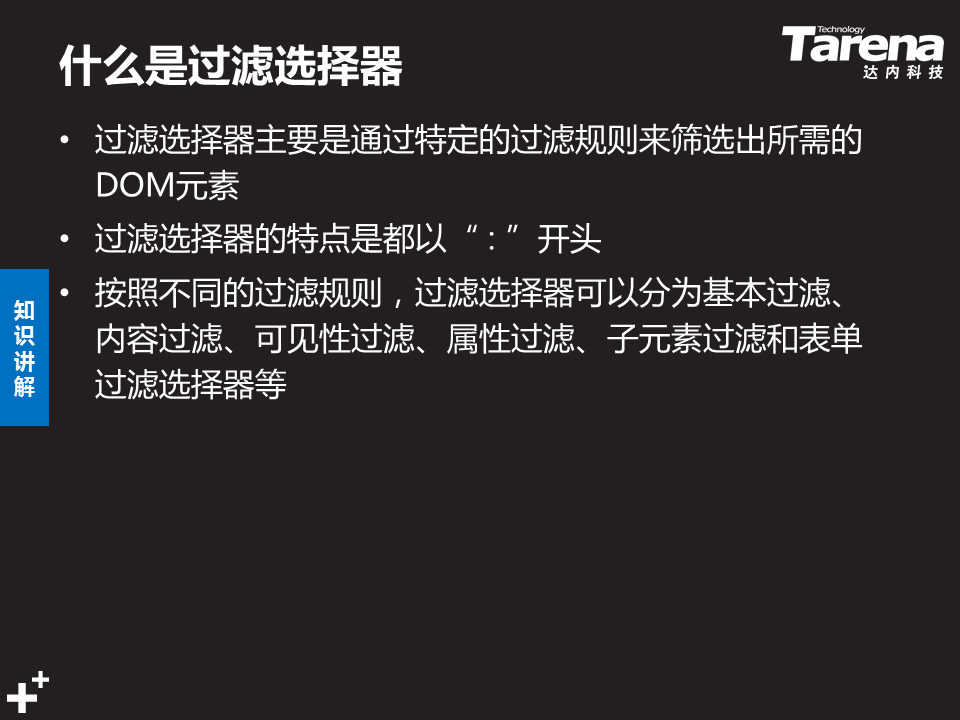 什么是过滤选择器
Technology
Tarena
达内科技
• 过滤选择器主要是通过特定的过滤规则来筛选出所需的
DOM元素
• 过滤选择器的特点是都以“:”开头
• 按照不同的过滤规则，过滤选择器可以分为基本过滤、
内容过滤、可见性过滤、属性过滤、子元素过滤和表单
过滤选择器等
知
识
讲
解